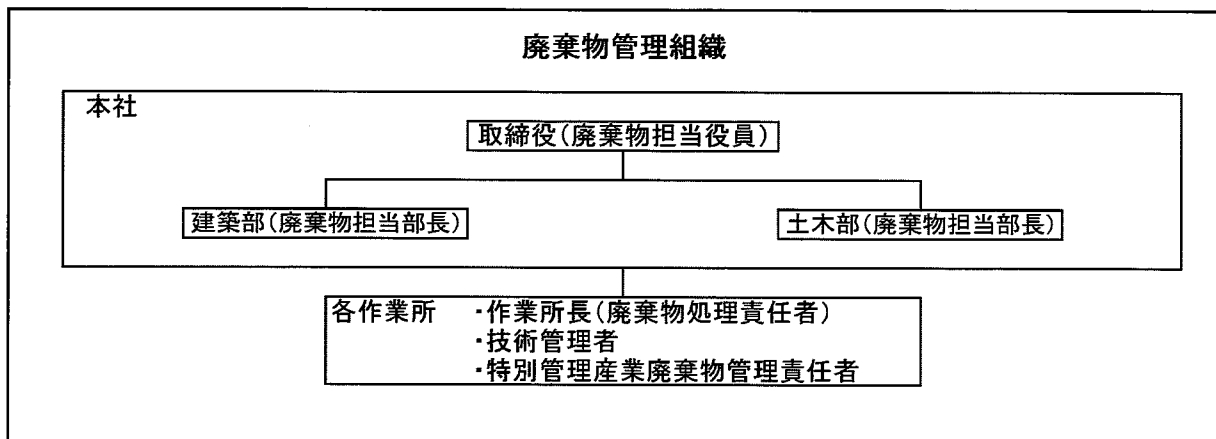 廃棄物管理組織
本社
取締役(廃棄物担当役員)
建築部(廃棄物担当部長)
土木部(廃棄物担当部長)
各作業所 ・作業所長(廃棄物処理責任者)
・技術管理者
・特別管理産業廃棄物管理責任者